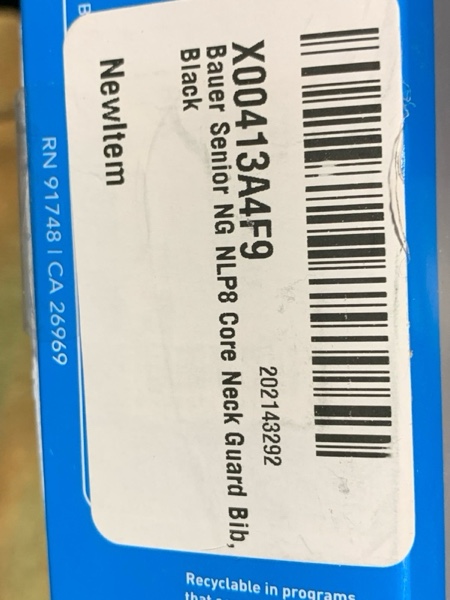 X00413A4F9
202143292
Bauer Senior NG NLP8 Core Neck Guard Bib,
Black
NewItem
RN 91748 | CA 26969
Recyclable in programs